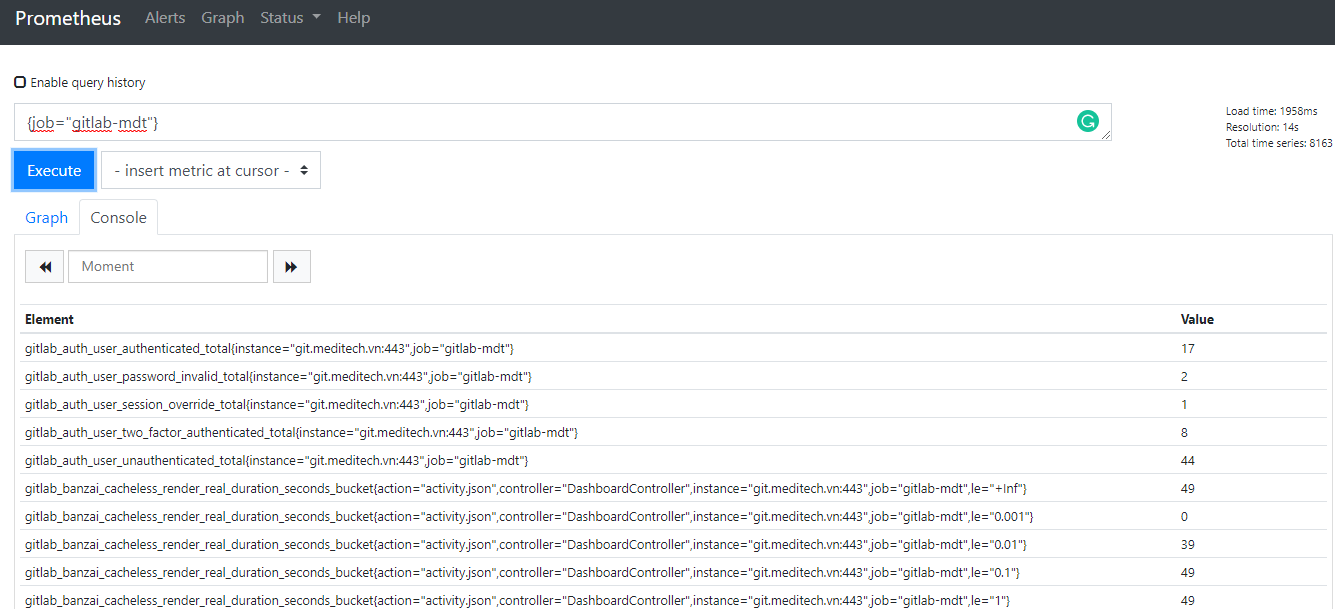 Prometheus Alerts Graph Status Help
Enable query history
{job="gitlab-mdt"}
Load time: 1958ms
Resolution: 14s
Total time series: 8163
Execute - insert metric at cursor -
Graph Console
Moment
Element Value
gitlab_auth_user_authenticated_total{instance="git.meditech.vn:443",job="gitlab-mdt"} 17
gitlab_auth_user_password_invalid_total{instance="git.meditech.vn:443",job="gitlab-mdt"} 2
gitlab_auth_user_session_override_total{instance="git.meditech.vn:443",job="gitlab-mdt"} 1
gitlab_auth_user_two_factor_authenticated_total{instance="git.meditech.vn:443",job="gitlab-mdt"} 8
gitlab_auth_user_unauthenticated_total{instance="git.meditech.vn:443",job="gitlab-mdt"} 44
gitlab_banzai_cacheless_render_real_duration_seconds_bucket{action="activity.json",controller="DashboardController",instance="git.meditech.vn:443",job="gitlab-mdt",le="+Inf"} 49
gitlab_banzai_cacheless_render_real_duration_seconds_bucket{action="activity.json",controller="DashboardController",instance="git.meditech.vn:443",job="gitlab-mdt",le="0.001"} 0
gitlab_banzai_cacheless_render_real_duration_seconds_bucket{action="activity.json",controller="DashboardController",instance="git.meditech.vn:443",job="gitlab-mdt",le="0.01"} 39
gitlab_banzai_cacheless_render_real_duration_seconds_bucket{action="activity.json",controller="DashboardController",instance="git.meditech.vn:443",job="gitlab-mdt",le="0.1"} 49
gitlab_banzai_cacheless_render_real_duration_seconds_bucket{action="activity.json",controller="DashboardController",instance="git.meditech.vn:443",job="gitlab-mdt",le="1"} 49